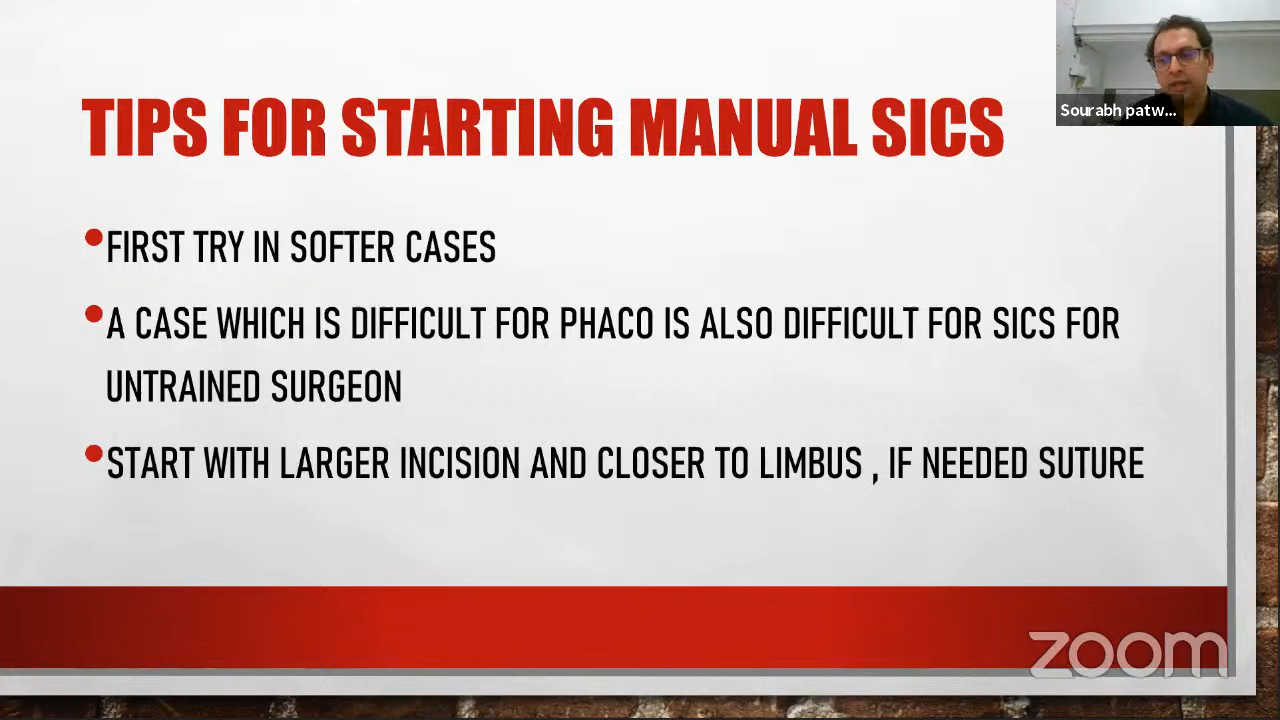 TIPS FOR STARTING MANUAL SICS
Sourabh patw...
•FIRST TRY IN SOFTER CASES
•A CASE WHICH IS DIFFICULT FOR PHACO IS ALSO DIFFICULT FOR SICS FOR
UNTRAINED SURGEON
•START WITH LARGER INCISION AND CLOSER TO LIMBUS , IF NEEDED SUTURE
zoom